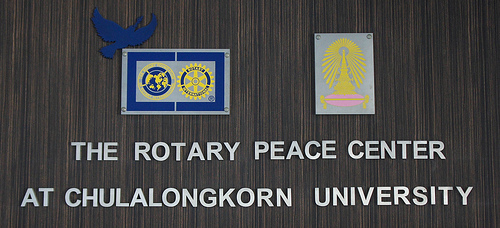 THE ROTARY PEACE CENTER
AT CHULALONGKORN UNIVERSITY